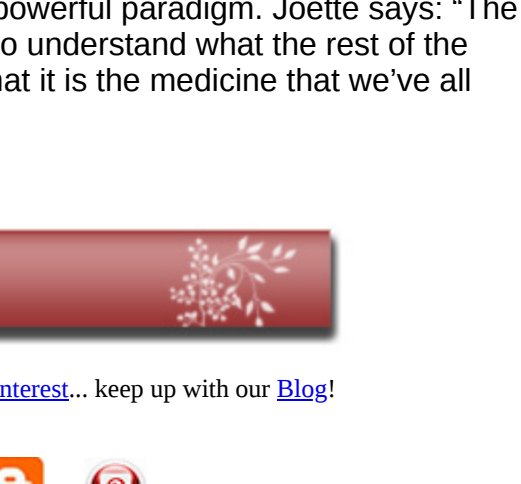 powerful paradigm. Joette says: “The
o understand what the rest of the
hat it is the medicine that we’ve all
nterest... keep up with our Blog!